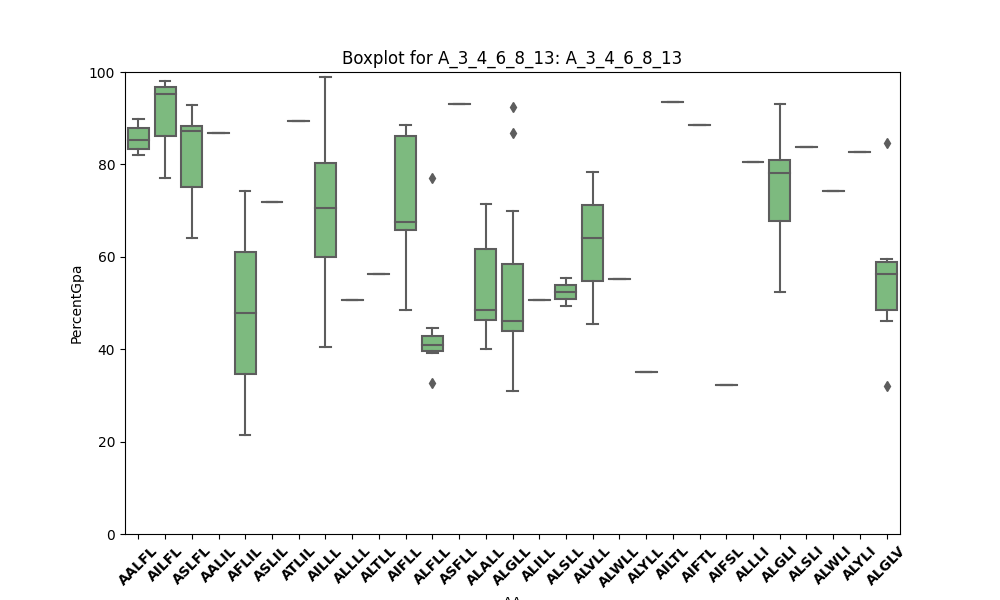 Boxplot for A_3_4_6_8_13: A_3_4_6_8_13
PercentGpa
100
80
60
40
20
0
AALFL AILFL ASLFL AALIL AFLIL ASLIL ATLIL AILLL ALLLL ALTLL AIFLL ALFLL ASFLL ALALL ALGLL ALILL ALSLL ALVLL ALWLL ALYLL AILTL AIFTL AIFSL ALLLI ALGLI ALSLI ALWLI ALYLI ALGLV
AA